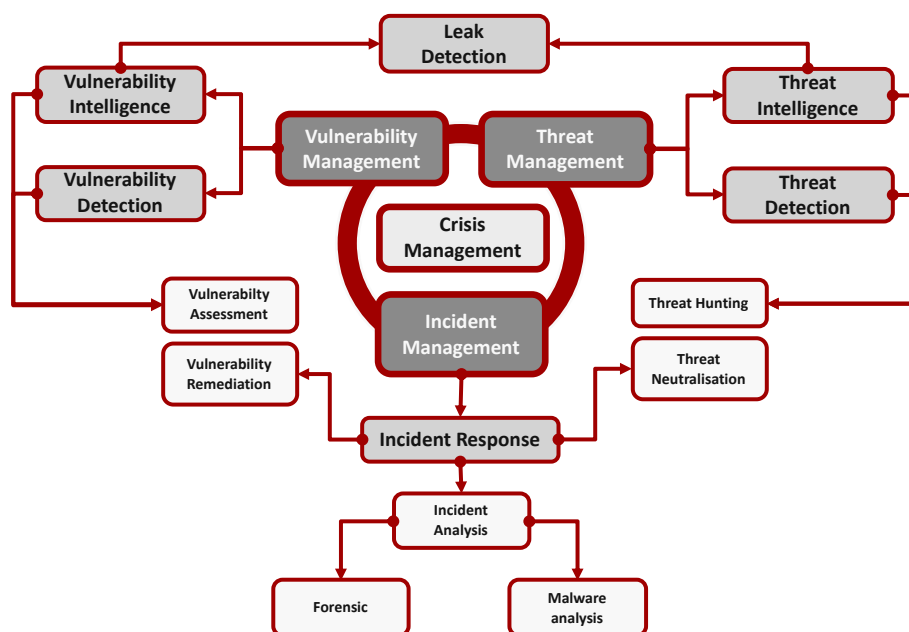 Leak
Detection
Vulnerability
Intelligence
Threat
Intelligence
Vulnerability
Management
Threat
Management
Vulnerability
Detection
Threat
Detection
Crisis
Management
Vulnerabilty
Assessment
Threat Hunting
Incident
Management
Vulnerability
Remediation
Threat
Neutralisation
Incident Response
Incident
Analysis
Forensic
Malware
analysis